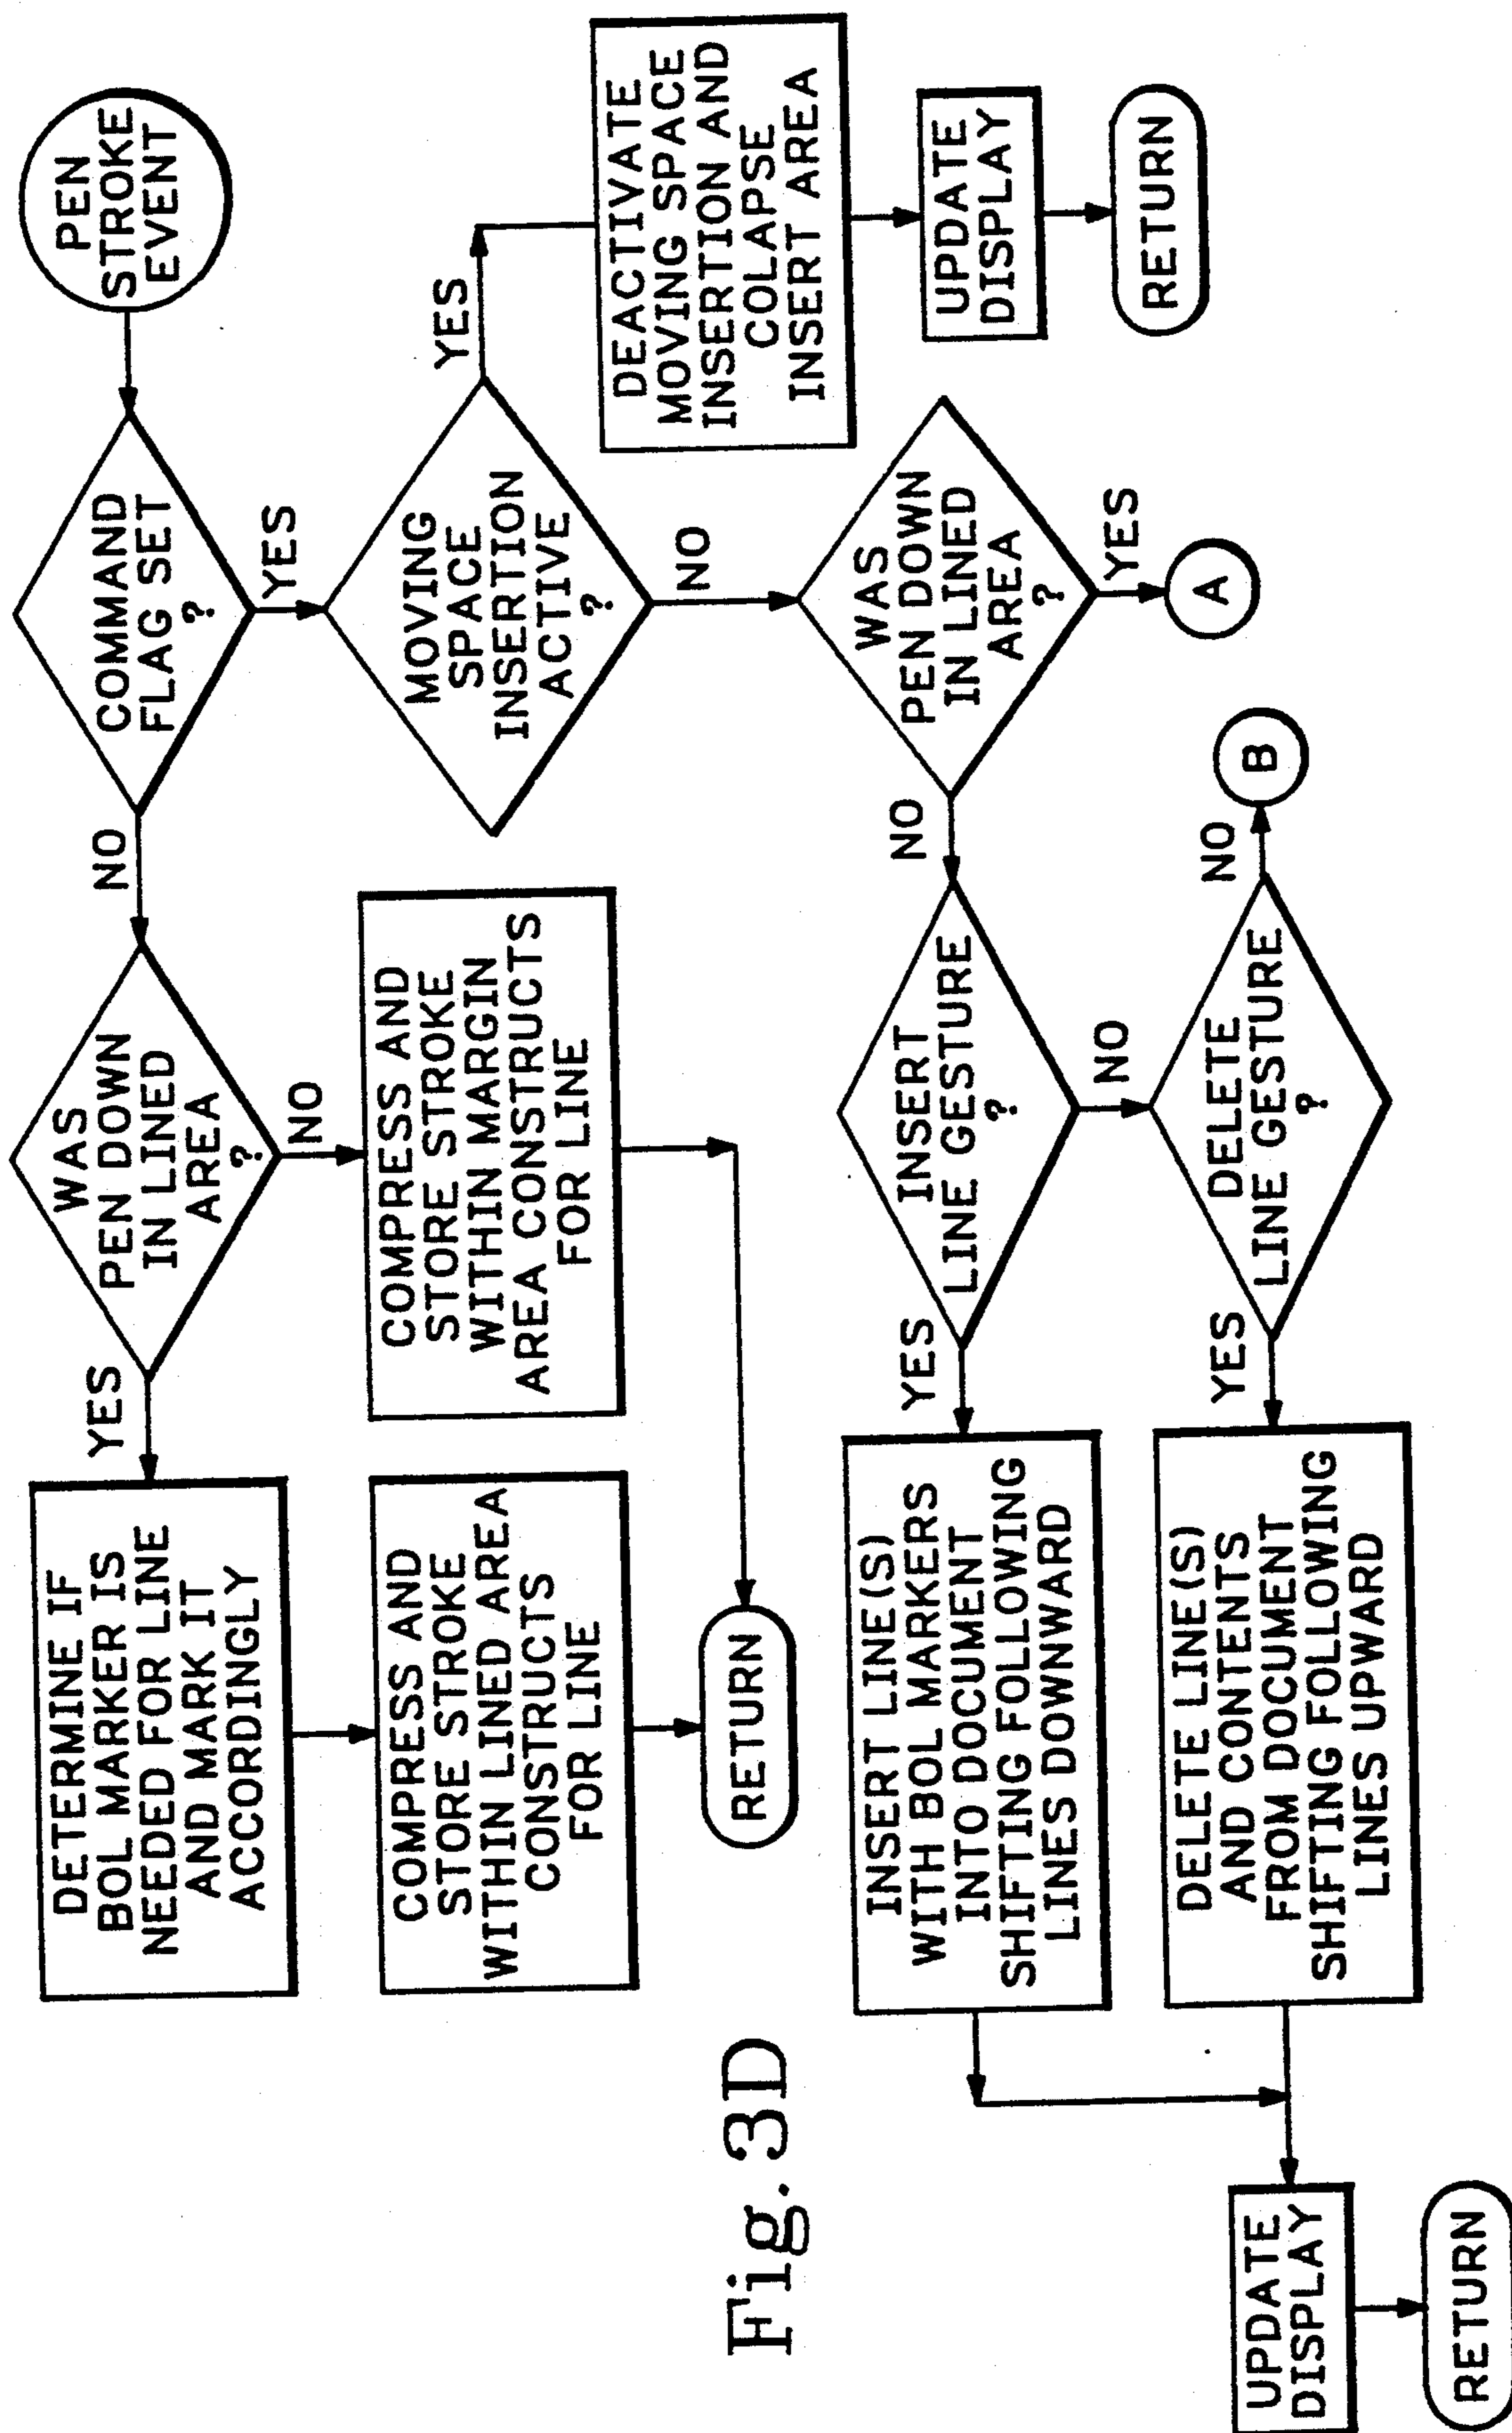 PEN
STROKE
EVENT
COMMAND
FLAG SET
?
NO
YES
WAS
PEN DOWN
IN LINED
AREA
?
YES
NO
DETERMINE IF
BOL MARKER IS
NEEDED FOR LINE
AND MARK IT
ACCORDINGLY
COMPRESS AND
STORE STROKE
WITHIN LINED AREA
CONSTRUCTS
FOR LINE
COMPRESS AND
STORE STROKE
WITHIN MARGIN
AREA CONSTRUCTS
FOR LINE
RETURN
MOVING
SPACE
INSERTION
ACTIVE
?
YES
NO
DEACTIVATE
MOVING SPACE
INSERTION AND
COLAPSE
INSERT AREA
UPDATE
DISPLAY
RETURN
WAS
PEN DOWN
IN LINED
AREA
?
YES
A
NO
INSERT
LINE GESTURE
?
YES
NO
INSERT LINE(S)
WITH BOL MARKERS
INTO DOCUMENT
SHIFTING FOLLOWING
LINES DOWNWARD
DELETE
LINE GESTURE
?
NO
B
YES
DELETE LINE(S)
AND CONTENTS
FROM DOCUMENT
SHIFTING FOLLOWING
LINES UPWARD
UPDATE
DISPLAY
RETURN
Fig. 3D